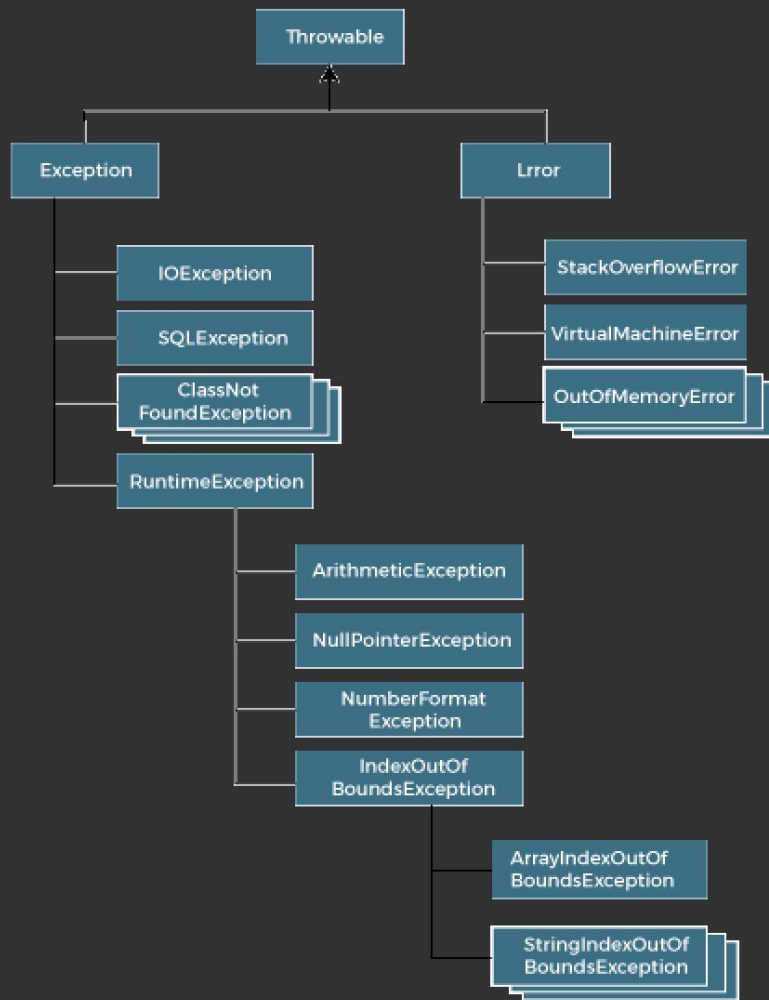 Throwable
Exception
Lrror
IOException
SQLException
ClassNot
FoundException
RuntimeException
StackOverflowError
VirtualMachineError
OutOfMemoryError
ArithmeticException
NullPointerException
NumberFormat
Exception
IndexOutOf
BoundsException
ArrayIndexOutOf
BoundsException
StringIndexOutOf
BoundsException